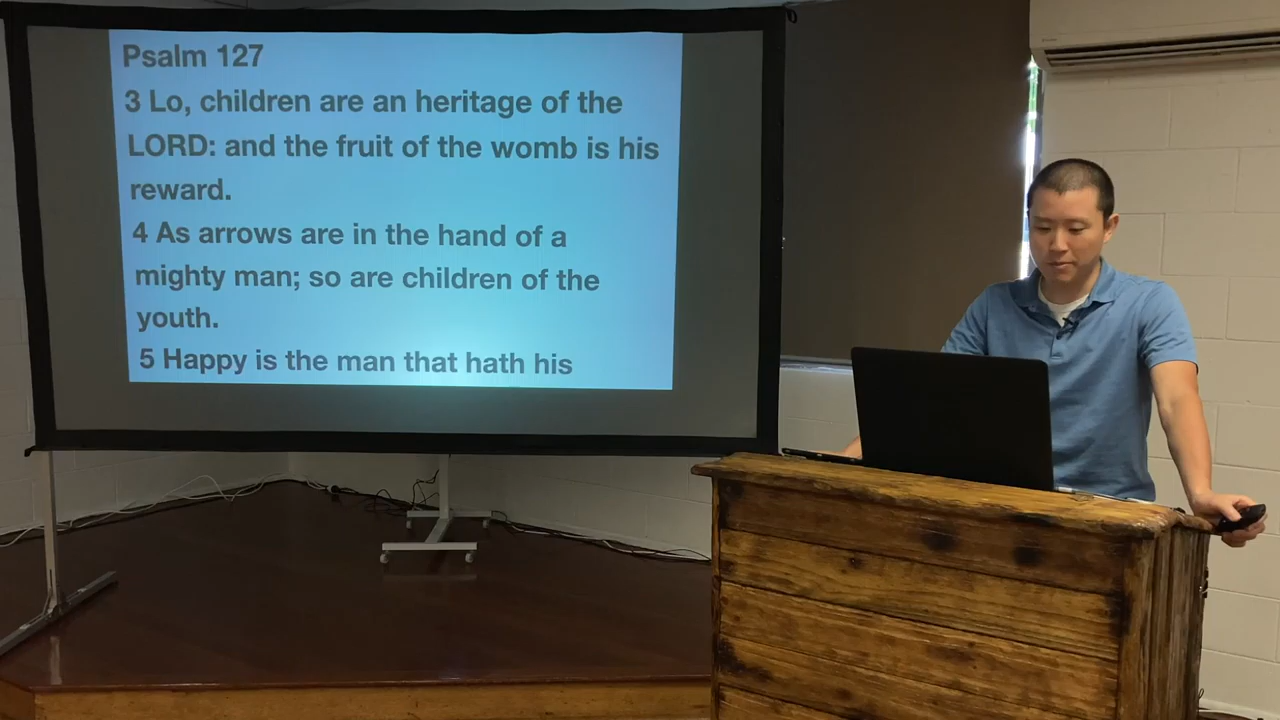 Psalm 127
3 Lo, children are an heritage of the
LORD: and the fruit of the womb is his
reward.
4 As arrows are in the hand of a
mighty man; so are children of the
youth.
5 Happy is the man that hath his